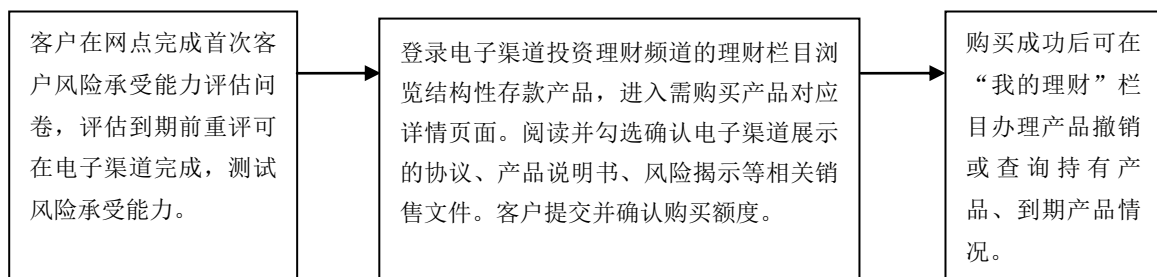 客户在网点完成首次客
户风险承受能力评估问
卷，评估到期前重评可
在电子渠道完成，测试
风险承受能力。
登录电子渠道投资理财频道的理财栏目浏
览结构性存款产品，进入需购买产品对应
详情页面。阅读并勾选确认电子渠道展示
的协议、产品说明书、风险揭示等相关销
售文件。客户提交并确认购买额度。
购买成功后可在
“我的理财”栏
目办理产品撤销
或查询持有产
品、到期产品情
况。